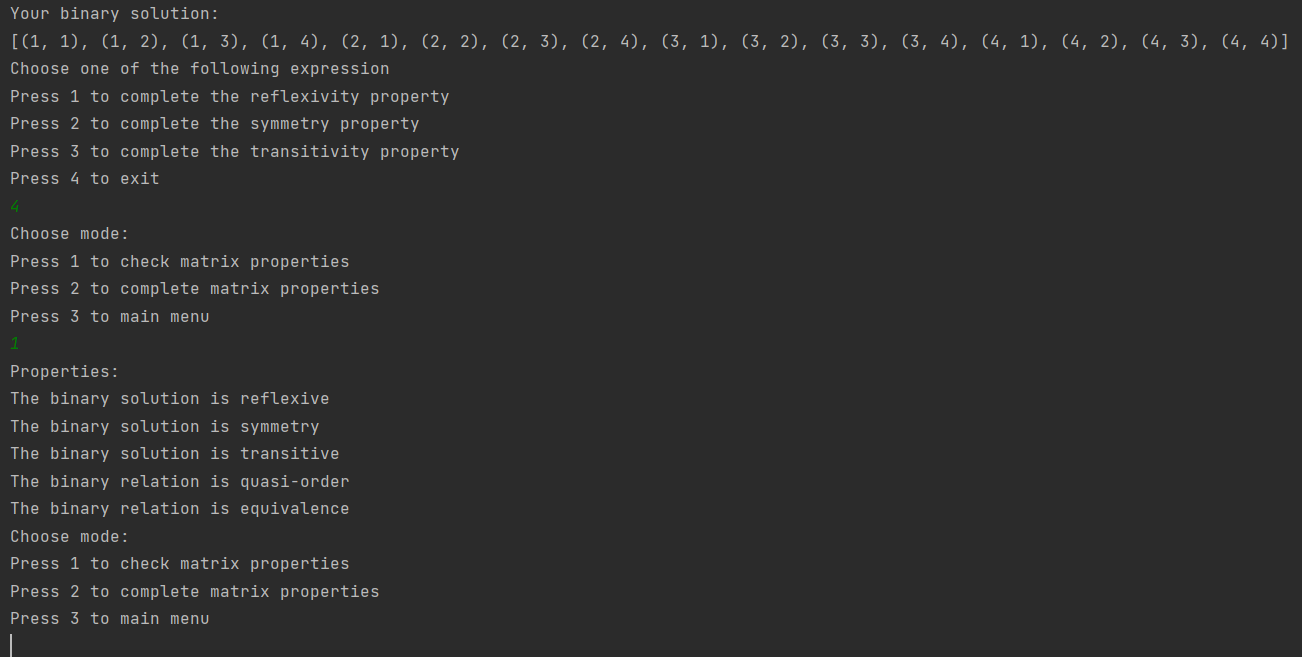 Your binary solution:
[(1, 1), (1, 2), (1, 3), (1, 4), (2, 1), (2, 2), (2, 3), (2, 4), (3, 1), (3, 2), (3, 3), (3, 4), (4, 1), (4, 2), (4, 3), (4, 4)]
Choose one of the following expression
Press 1 to complete the reflexivity property
Press 2 to complete the symmetry property
Press 3 to complete the transitivity property
Press 4 to exit
4
Choose mode:
Press 1 to check matrix properties
Press 2 to complete matrix properties
Press 3 to main menu
1
Properties:
The binary solution is reflexive
The binary solution is symmetry
The binary solution is transitive
The binary relation is quasi-order
The binary relation is equivalence
Choose mode:
Press 1 to check matrix properties
Press 2 to complete matrix properties
Press 3 to main menu